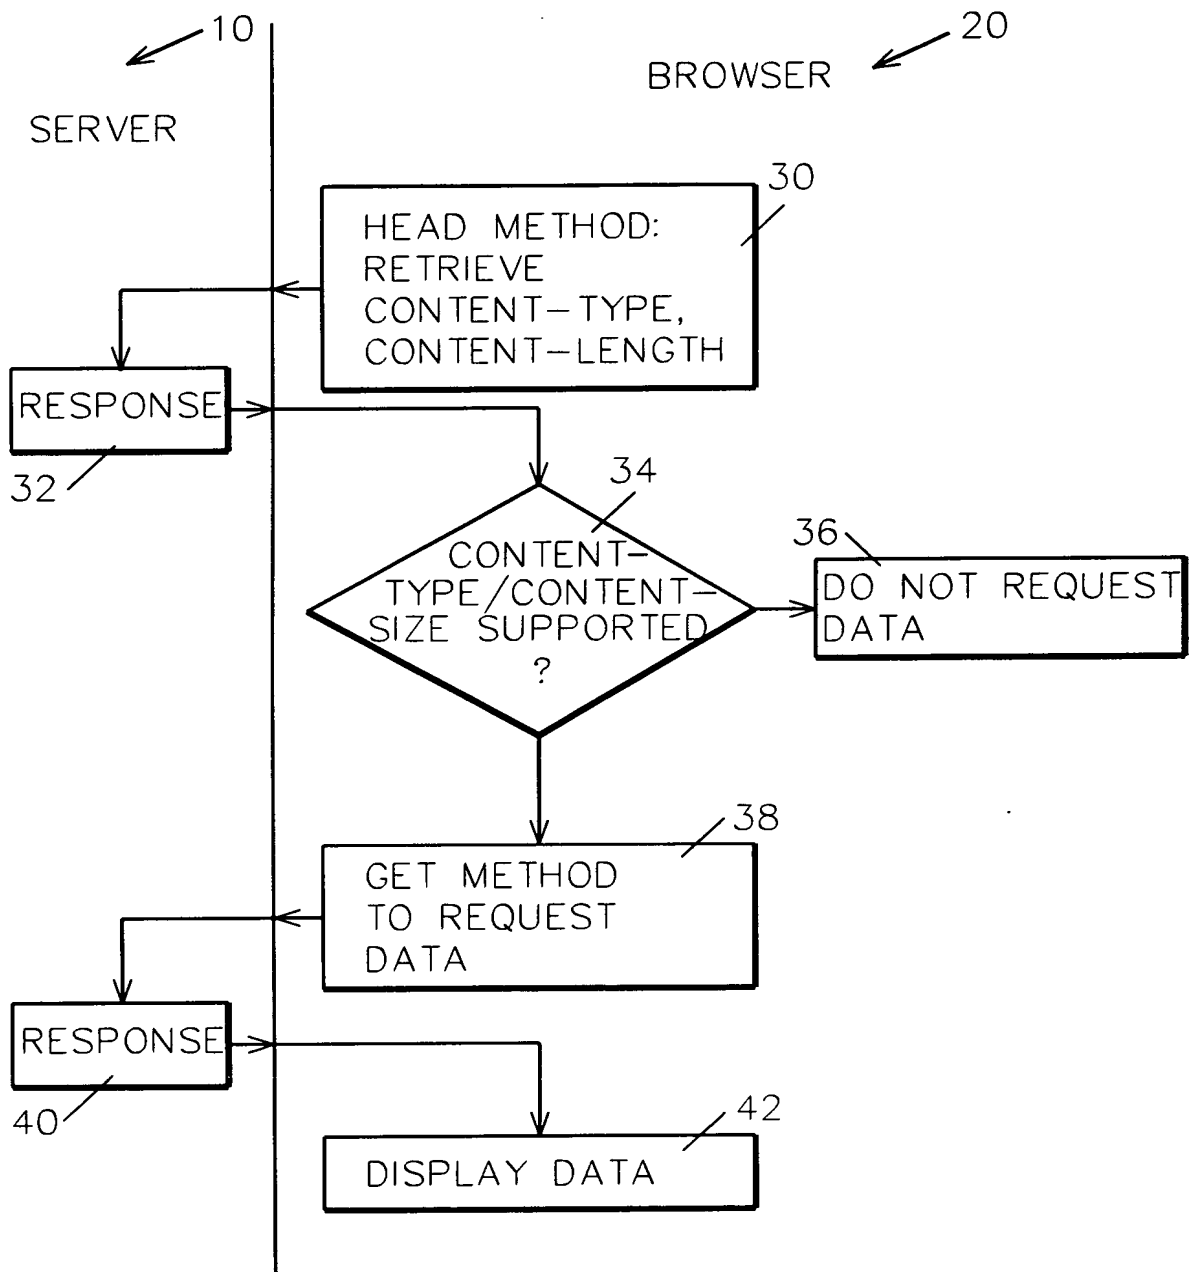 10
20
BROWSER
SERVER
30
HEAD METHOD:
RETRIEVE
CONTENT-TYPE,
CONTENT-LENGTH
RESPONSE
32
34
CONTENT-
TYPE/CONTENT-
SIZE SUPPORTED
?
36
DO NOT REQUEST
DATA
38
GET METHOD
TO REQUEST
DATA
RESPONSE
40
42
DISPLAY DATA